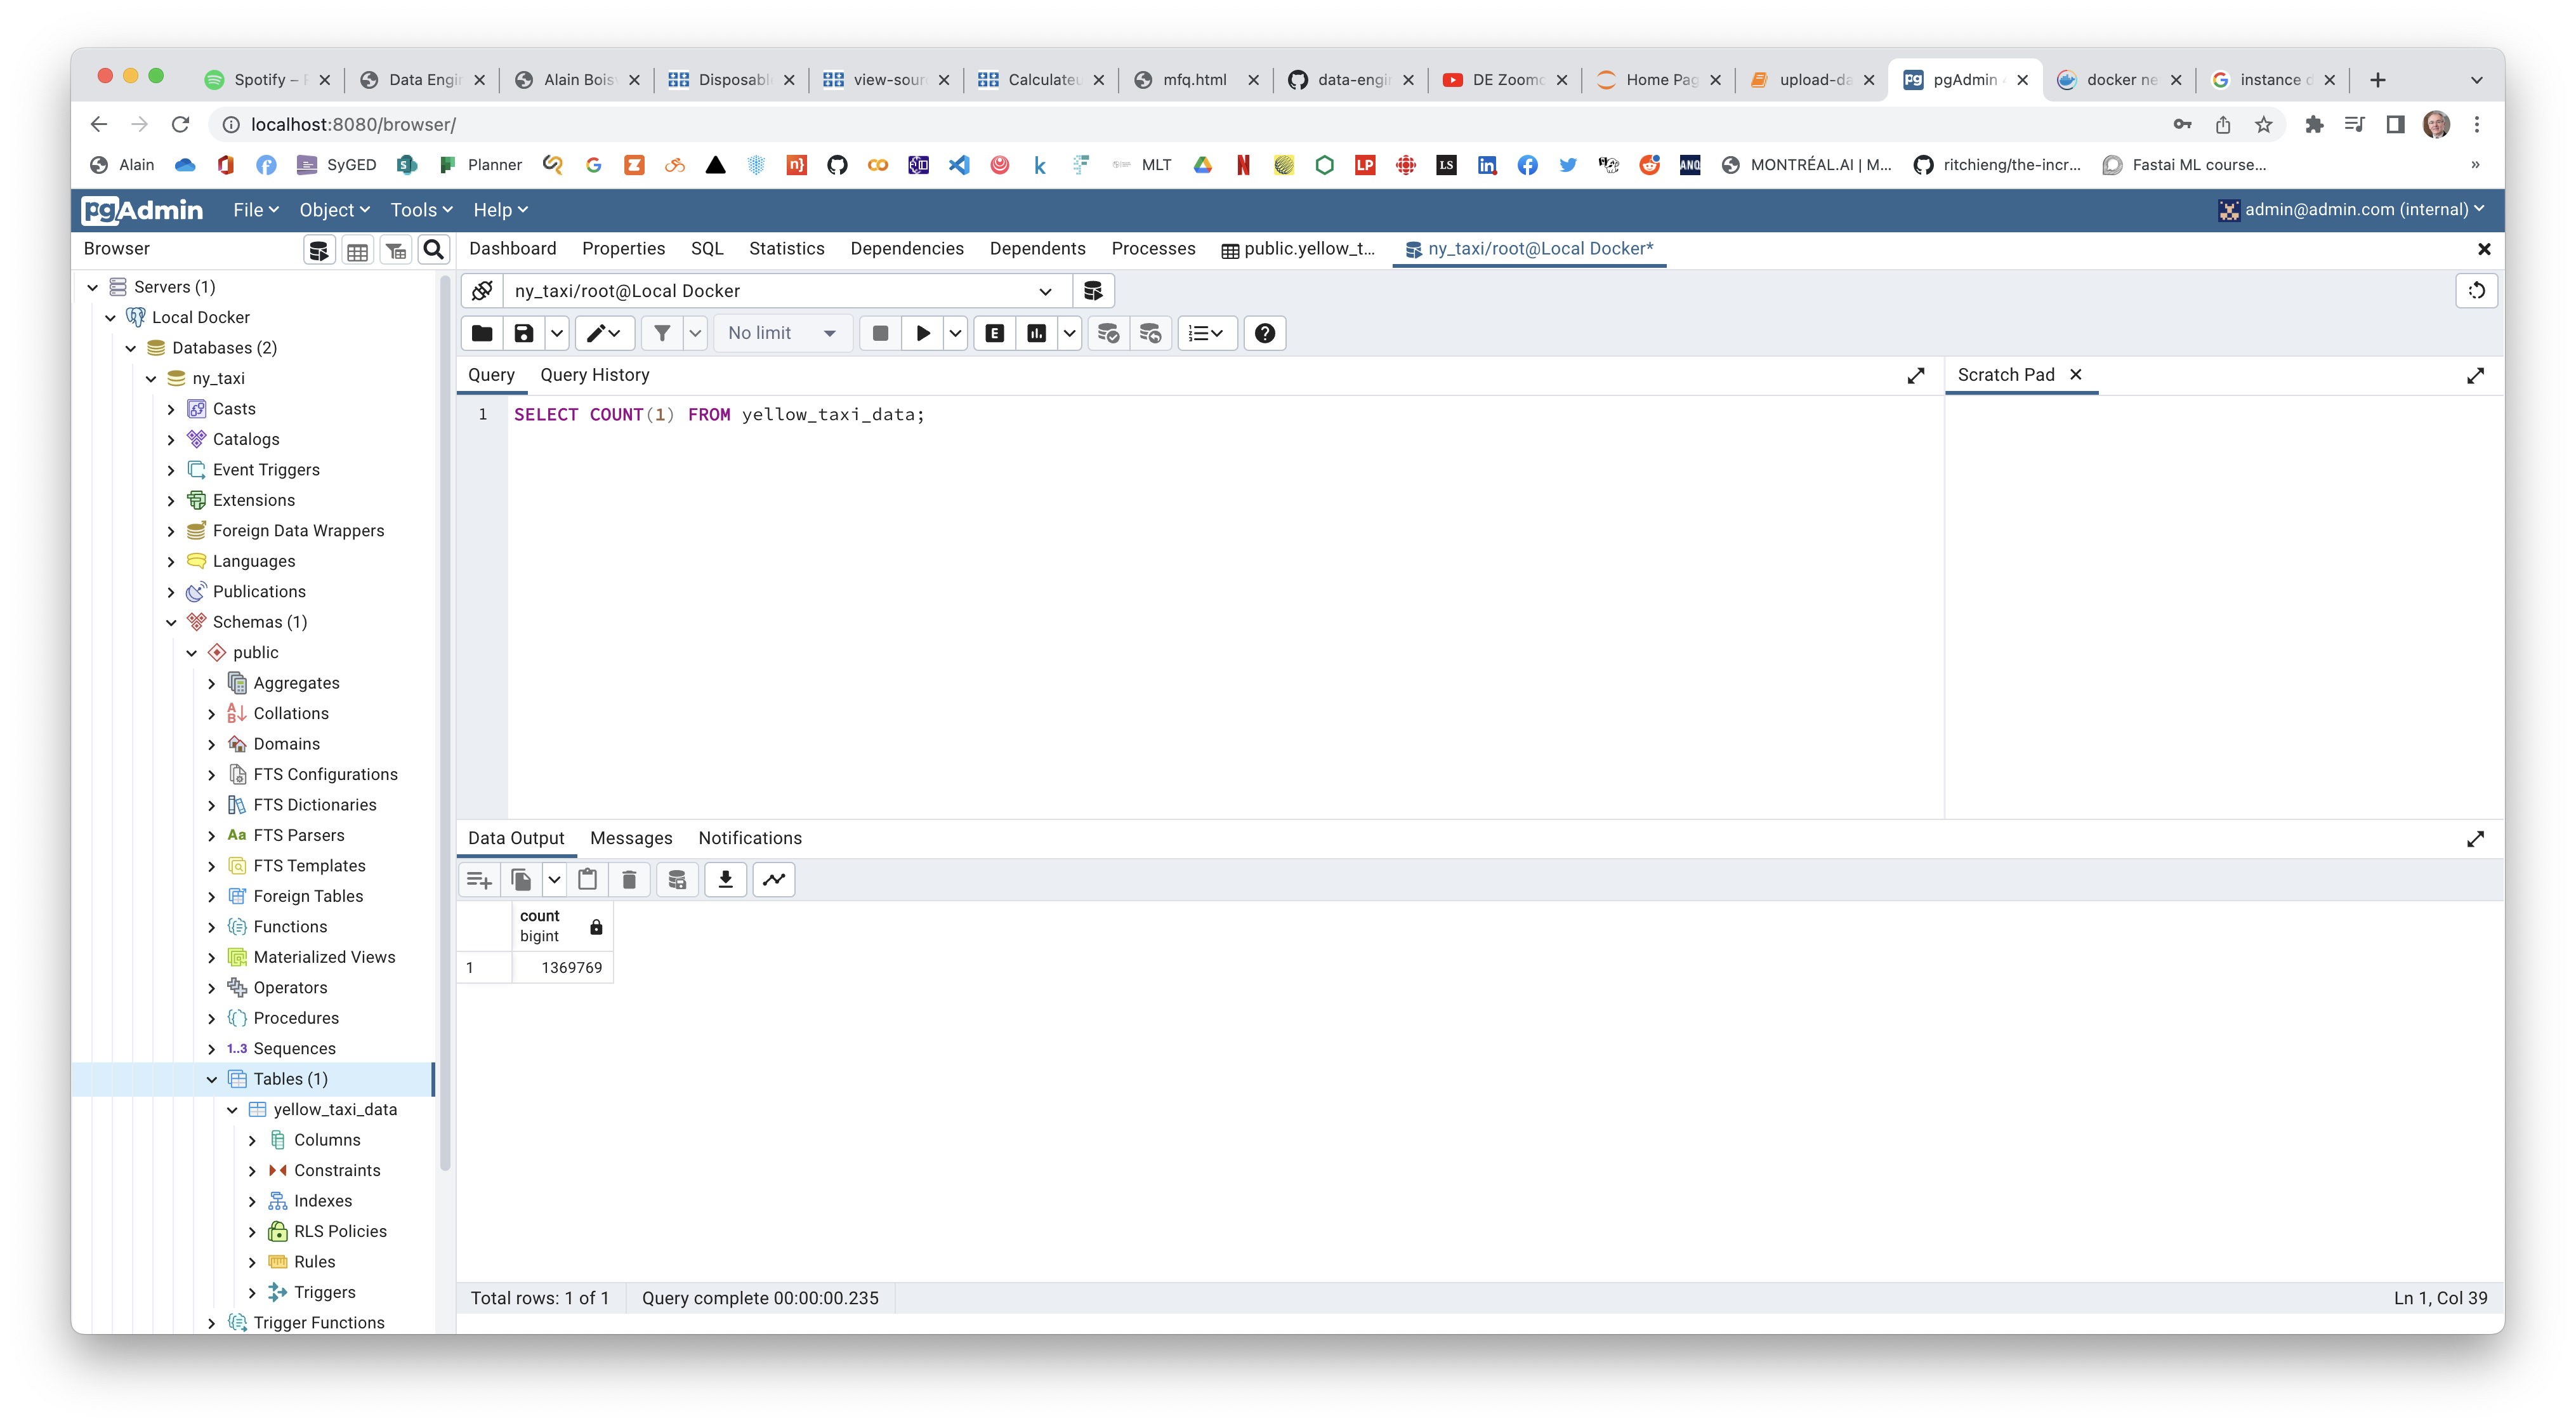 Spotify –
Data Engi
Alain Bois
Disposabl
view-sour
Calculateu
mfq.html
data-engi
DE Zoomc
Home Pag
upload-da
pgAdmin
docker ne
instance
localhost:8080/browser/
Alain
SyGED
Planner
MLT
MONTRÉAL.AI | M...
ritchieng/the-incr...
Fastai ML course...
pgAdmin
File
Object
Tools
Help
admin@admin.com (internal)
Browser
Dashboard
Properties
SQL
Statistics
Dependencies
Dependents
Processes
public.yellow_t...
ny_taxi/root@Local Docker*
Servers (1)
Local Docker
Databases (2)
ny_taxi
Casts
Catalogs
Event Triggers
Extensions
Foreign Data Wrappers
Languages
Publications
Schemas (1)
public
Aggregates
Collations
Domains
FTS Configurations
FTS Dictionaries
Aa FTS Parsers
FTS Templates
Foreign Tables
Functions
Materialized Views
Operators
Procedures
1..3 Sequences
Tables (1)
yellow_taxi_data
Columns
Constraints
Indexes
RLS Policies
Rules
Triggers
Trigger Functions
ny_taxi/root@Local Docker
No limit
Query
Query History
Scratch Pad
1 SELECT COUNT(1) FROM yellow_taxi_data;
Data Output
Messages
Notifications
count
bigint
1 1369769
Total rows: 1 of 1
Query complete 00:00:00.235
Ln 1, Col 39